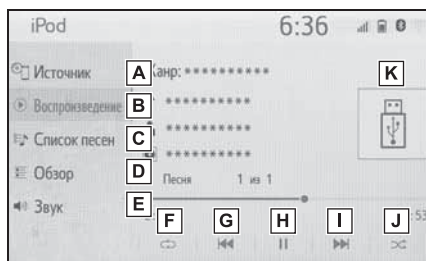 iPod 6:36
Источник A Жанр: **********
K
Воспроизведение B **********
Список песен C **********
**********
Обзор D Песня 1 из 1
Звук E
F G H I J